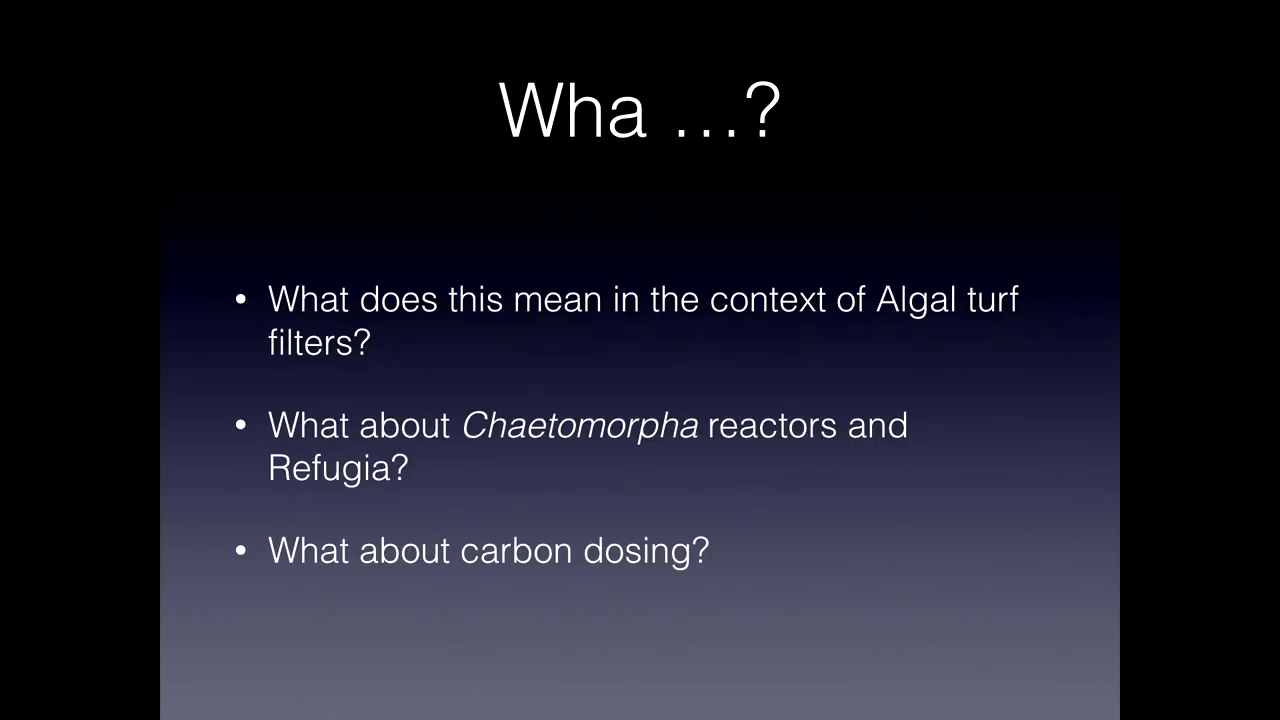 Wha …?
• What does this mean in the context of Algal turf
filters?
• What about Chaetomorpha reactors and
Refugia?
• What about carbon dosing?